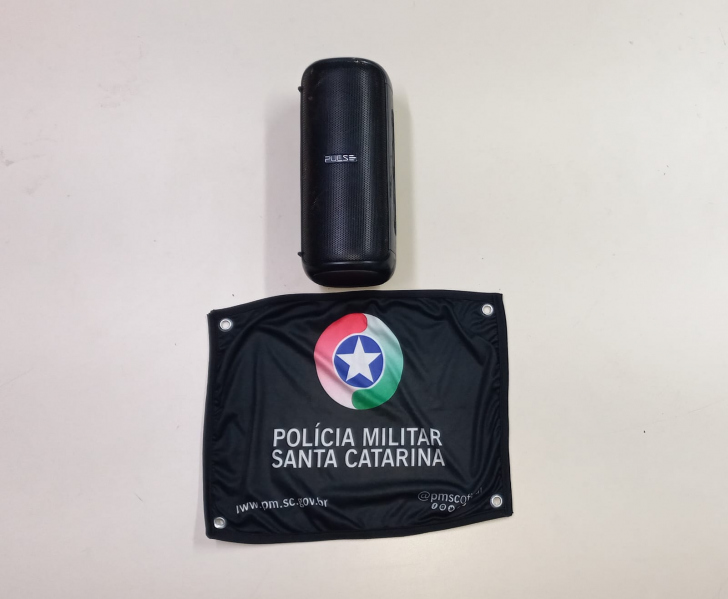 PULSE
POLÍCIA MILITAR
SANTA CATARINA
www.pm.sc.gov.br